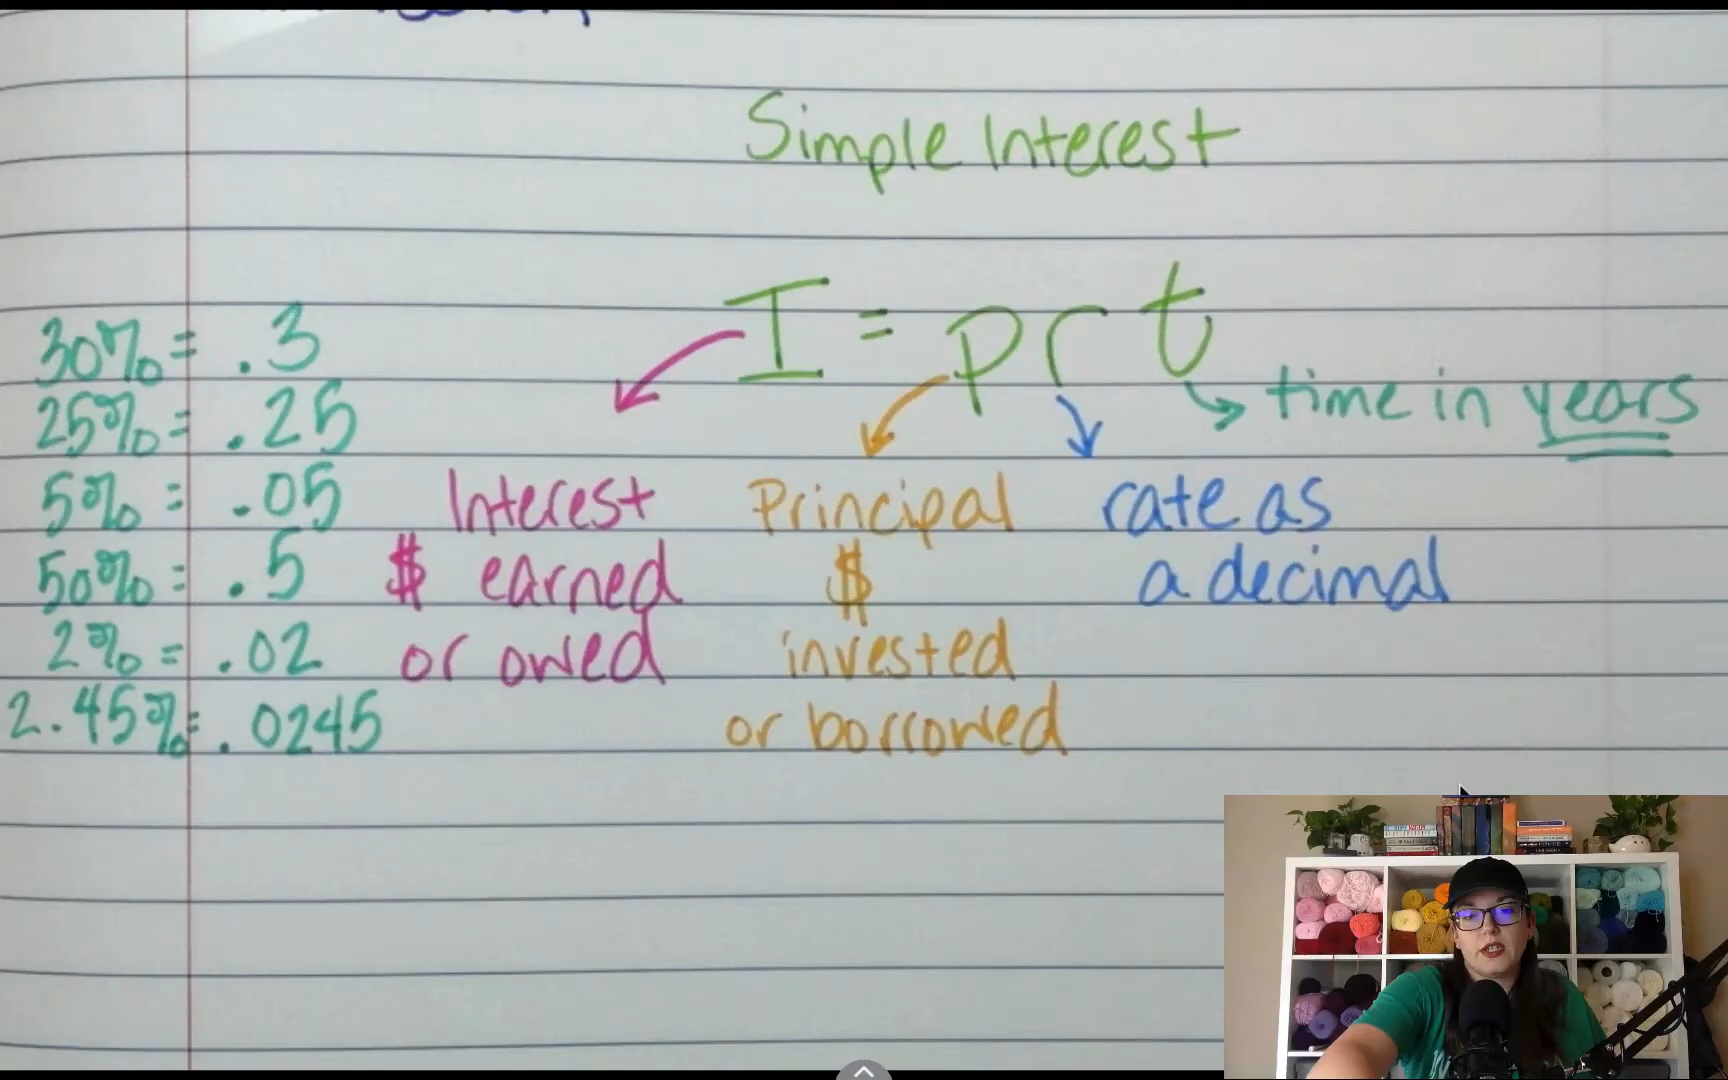 Simple Interest
I = prt
time in years
Interest
$ earned
or owed
Principal
$
invested
or borrowed
rate as
a decimal
30% = .3
25% = .25
5% = .05
50% = .5
2% = .02
2.45% = .0245